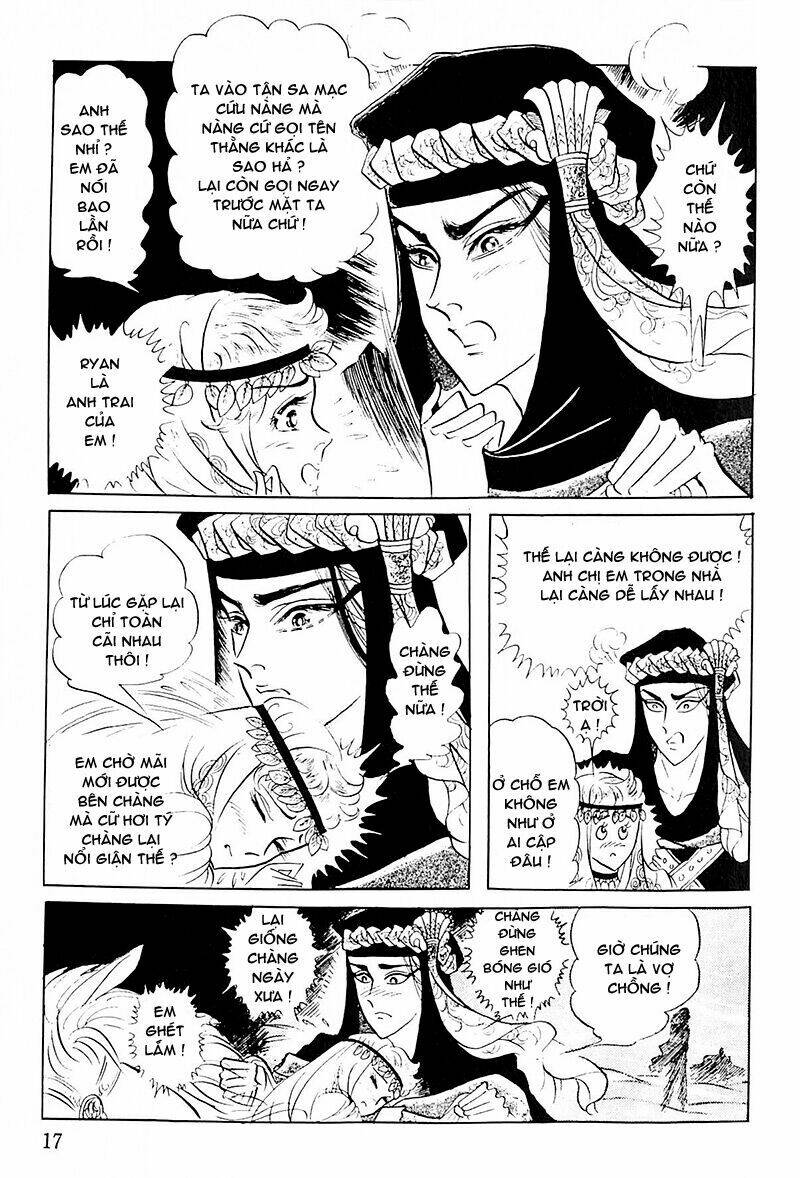 CHỨ
CÒN
THẾ
NÀO
NỮA ?
TA VÀO TẬN SA MẠC
CỨU NÀNG MÀ
NÀNG CỨ GỌI TÊN
THẰNG KHÁC LÀ
SAO HẢ ?
LẠI CÒN GỌI NGAY
TRƯỚC MẶT TA
NỮA CHỨ !
ANH
SAO THẾ
NHỈ ?
EM ĐÃ
NÓI
BAO
LẦN
RỒI !
RYAN
LÀ
ANH TRAI
CỦA
EM !
THẾ LẠI CÀNG KHÔNG ĐƯỢC !
ANH CHỊ EM TRONG NHÀ
LẠI CÀNG DỄ LẤY NHAU !
TRỜI
Ạ !
Ở CHỖ EM
KHÔNG
NHƯ Ở
AI CẬP
ĐÂU !
CHÀNG
ĐỪNG
THẾ
NỮA !
TỪ LÚC GẶP LẠI
CHỈ TOÀN
CÃI NHAU
THÔI !
EM CHỜ MÃI
MỚI ĐƯỢC
BÊN CHÀNG
MÀ CỨ HƠI TÝ
CHÀNG LẠI
NỔI GIẬN THẾ ?
GIỜ CHÚNG
TA LÀ VỢ
CHỒNG !
CHÀNG
ĐỪNG
GHEN
BÓNG GIÓ
NHƯ
THẾ !
LẠI
GIỐNG
CHÀNG
NGÀY
XƯA !
EM
GHÉT
LẮM !
17